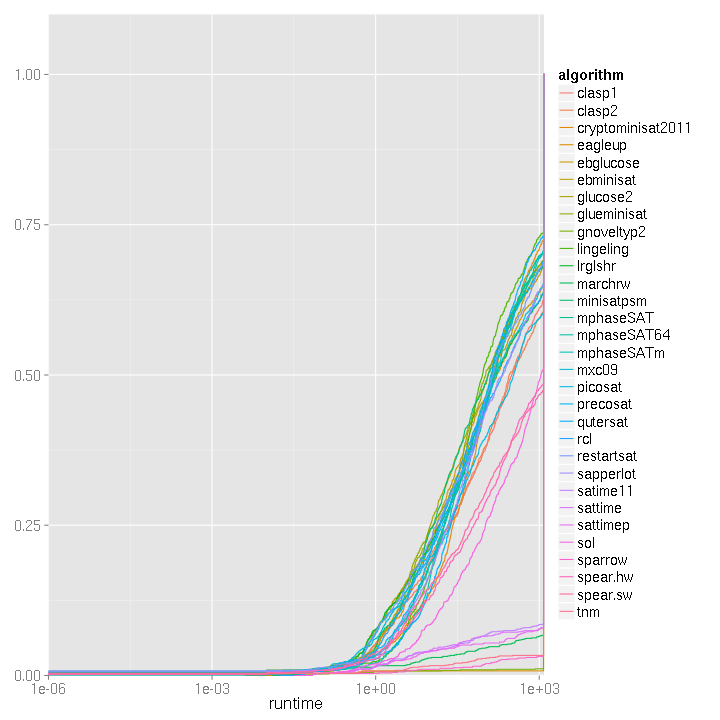 1.00
0.75
0.50
0.25
0.00
1e-06
1e-03
1e+00
1e+03
runtime
algorithm
clasp1
clasp2
cryptominisat2011
eagleup
ebglucose
ebminisat
glucose2
glueminisat
gnoveltyp2
lingeling
lrglshr
marchrw
minisatpsm
mphaseSAT
mphaseSAT64
mphaseSATm
mxc09
picosat
precosat
qutersat
rcl
restartsat
sapperlot
satime11
sattime
sattimep
sol
sparrow
spear.hw
spear.sw
tnm